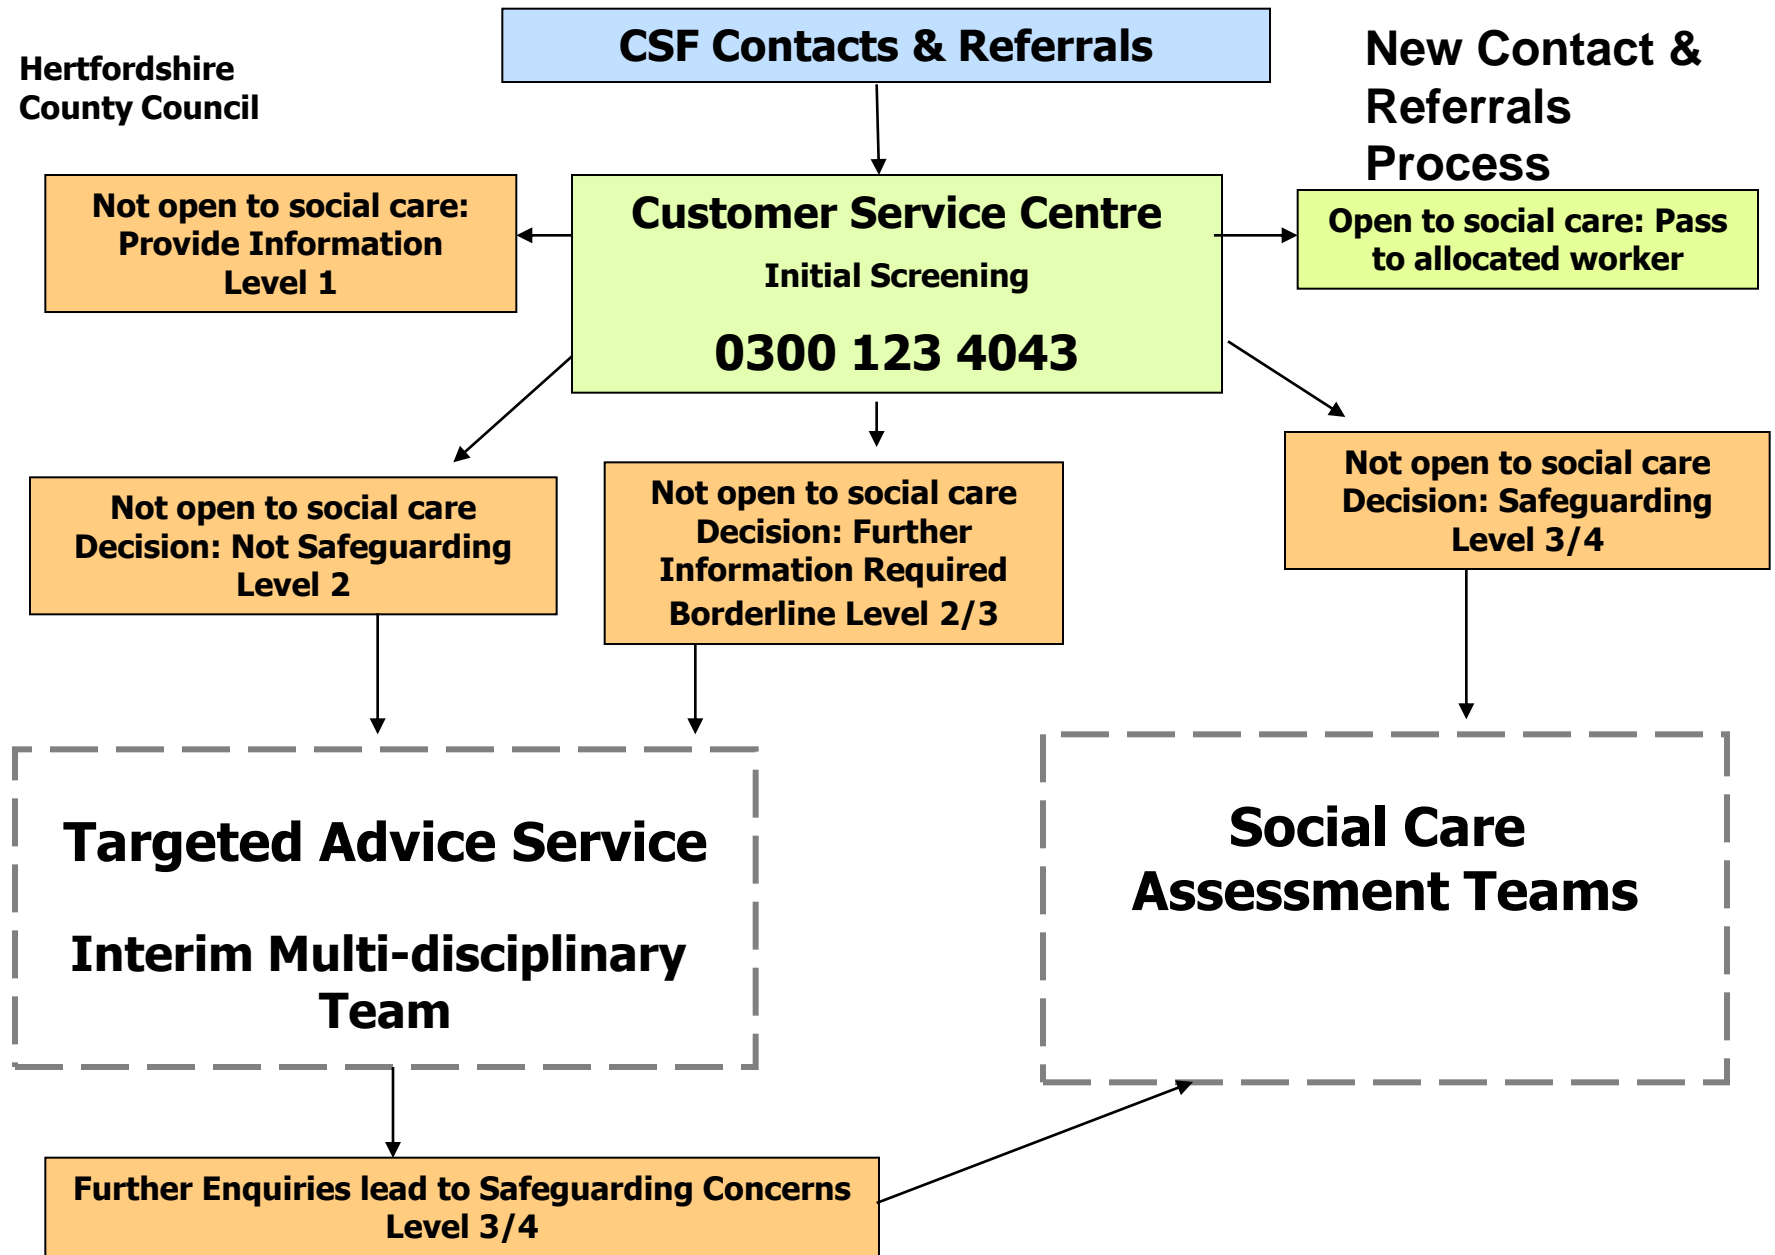 Hertfordshire
County Council
CSF Contacts & Referrals
New Contact &
Referrals
Process
Not open to social care:
Provide Information
Level 1
Customer Service Centre
Initial Screening
0300 123 4043
Open to social care: Pass
to allocated worker
Not open to social care
Decision: Not Safeguarding
Level 2
Not open to social care
Decision: Further
Information Required
Borderline Level 2/3
Not open to social care
Decision: Safeguarding
Level 3/4
Targeted Advice Service
Interim Multi-disciplinary
Team
Social Care
Assessment Teams
Further Enquiries lead to Safeguarding Concerns
Level 3/4